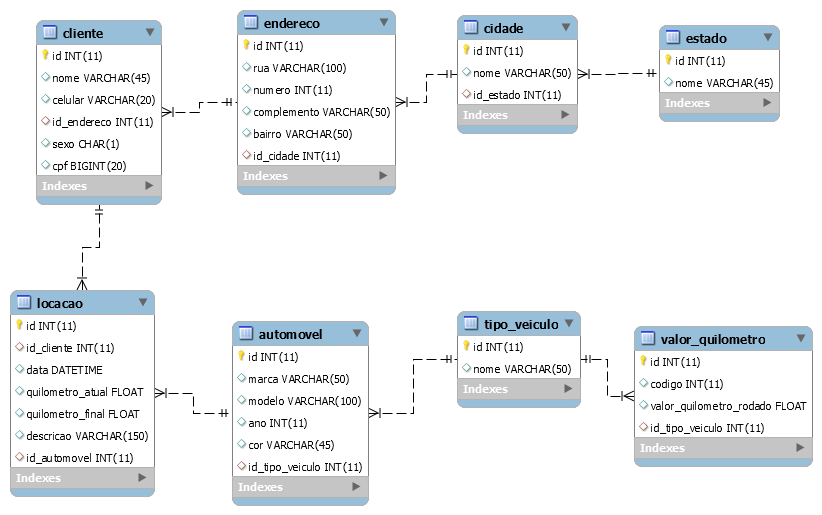 cliente
id INT(11)
nome VARCHAR(45)
celular VARCHAR(20)
id_endereco INT(11)
sexo CHAR(1)
cpf BIGINT(20)
Indexes
endereco
id INT(11)
rua VARCHAR(100)
numero INT(11)
complemento VARCHAR(50)
bairro VARCHAR(50)
id_cidade INT(11)
Indexes
cidade
id INT(11)
nome VARCHAR(50)
id_estado INT(11)
Indexes
estado
id INT(11)
nome VARCHAR(45)
Indexes
locacao
id INT(11)
id_cliente INT(11)
data DATETIME
quilometro_atual FLOAT
quilometro_final FLOAT
descricao VARCHAR(150)
id_automovel INT(11)
Indexes
automovel
id INT(11)
marca VARCHAR(50)
modelo VARCHAR(100)
ano INT(11)
cor VARCHAR(45)
id_tipo_veiculo INT(11)
Indexes
tipo_veiculo
id INT(11)
nome VARCHAR(50)
Indexes
valor_quilometro
id INT(11)
codigo INT(11)
valor_quilometro_rodado FLOAT
id_tipo_veiculo INT(11)
Indexes